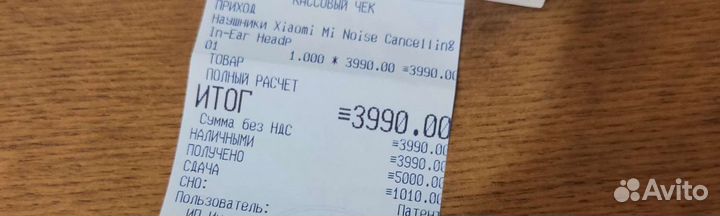 КАССОВЫЙ ЧЕК
ПРИХОД
Наушники Xiaomi Mi Noise Cancelling
In-Ear HeadP
01 1.000 * 3990.00 ≡3990.00
ТОВАР
ПОЛНЫЙ РАСЧЕТ
ИТОГ ≡3990.00
Сумма без НДС ≡3990.00
НАЛИЧНЫМИ ≡3990.00
ПОЛУЧЕНО ≡5000.00
СДАЧА ≡1010.00
СНО: Патент
Пользователь:
ИП
Avito